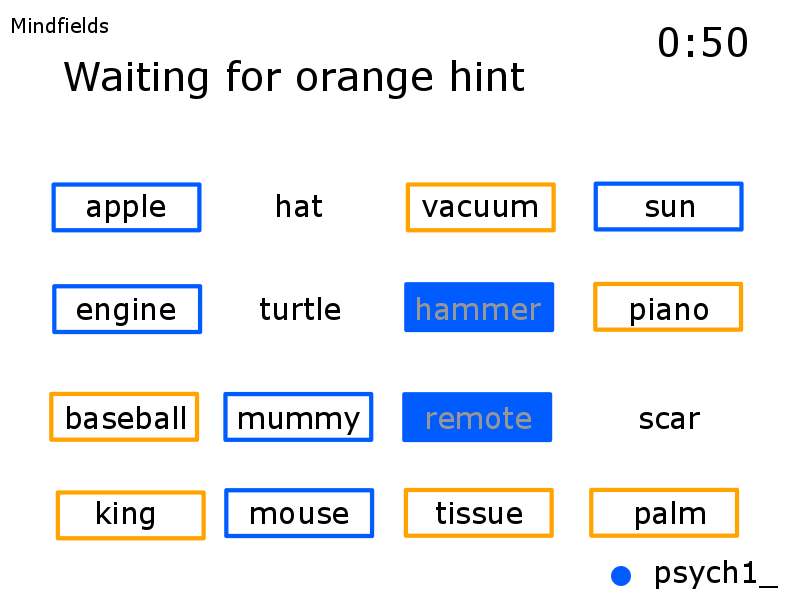 Mindfields
0:50
Waiting for orange hint
apple hat vacuum sun
engine turtle hammer piano
baseball mummy remote scar
king mouse tissue palm
psych1_